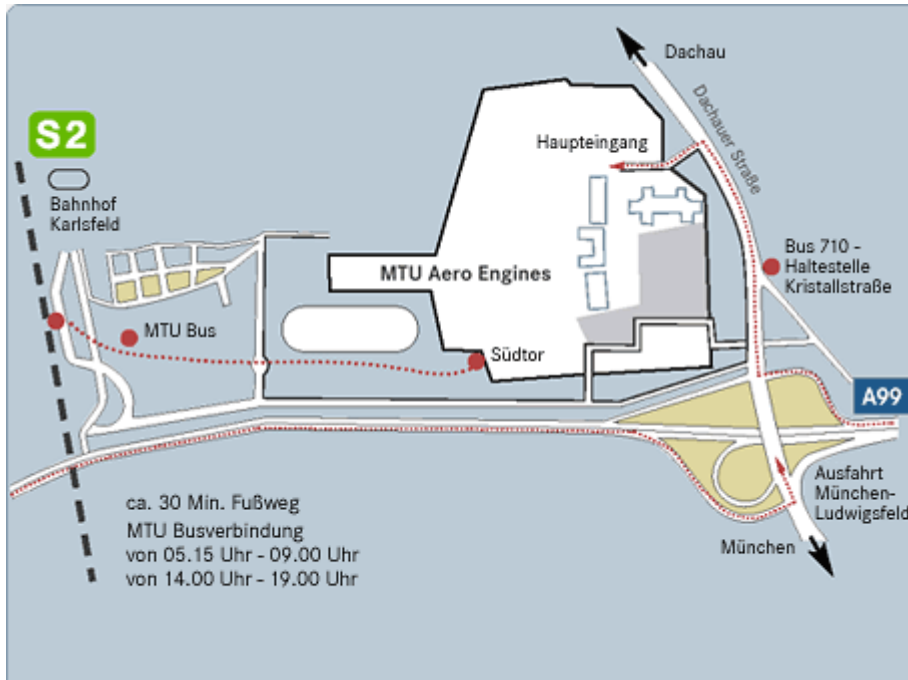 Dachau
Dachauer Straße
Haupteingang
S2
Bahnhof
Karlsfeld
Bus 710 -
Haltestelle
Kristallstraße
MTU Aero Engines
MTU Bus
Südtor
A99
Ausfahrt
München-
Ludwigsfeld
München
ca. 30 Min. Fußweg
MTU Busverbindung
von 05.15 Uhr - 09.00 Uhr
von 14.00 Uhr - 19.00 Uhr